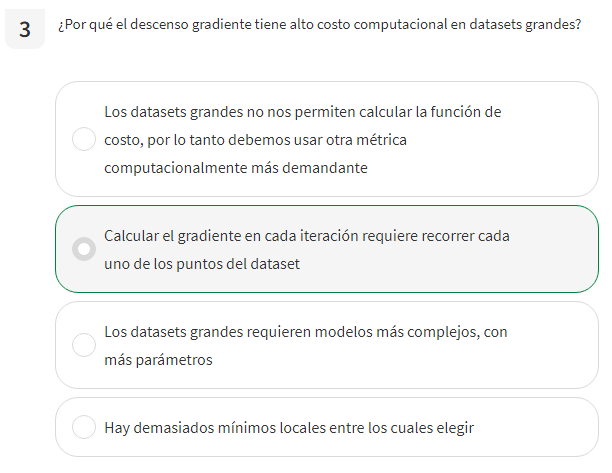 3
¿Por qué el descenso gradiente tiene alto costo computacional en datasets grandes?
Los datasets grandes no nos permiten calcular la función de
costo, por lo tanto debemos usar otra métrica
computacionalmente más demandante
Calcular el gradiente en cada iteración requiere recorrer cada
uno de los puntos del dataset
Los datasets grandes requieren modelos más complejos, con
más parámetros
Hay demasiados mínimos locales entre los cuales elegir